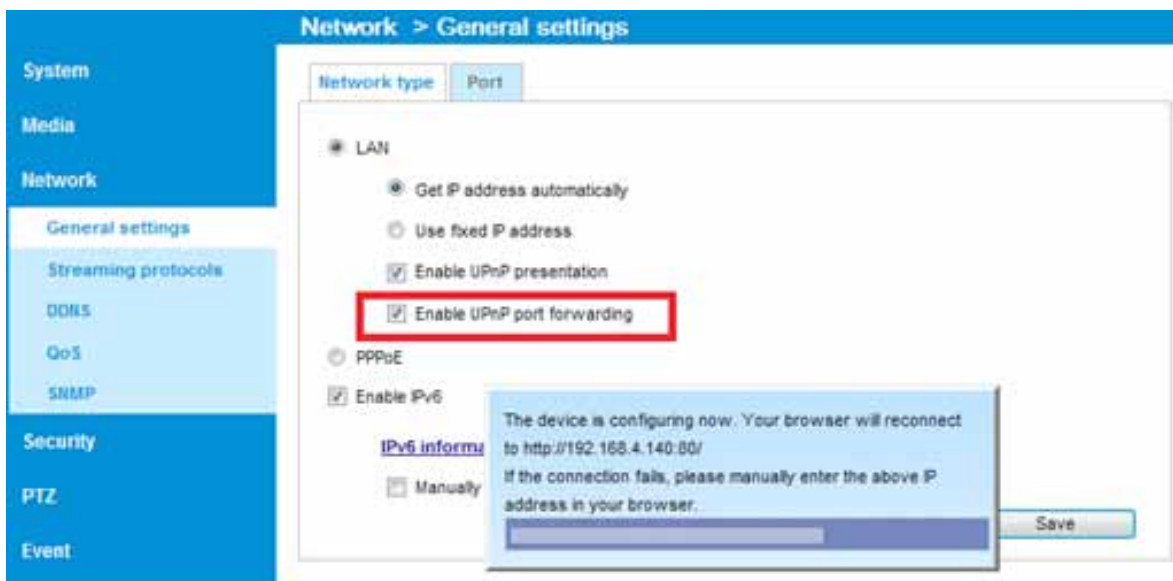 Network > General settings
System
Media
Network
General settings
Streaming protocols
DDNS
QoS
SNMP
Security
PTZ
Event
Network type
Port
LAN
Get IP address automatically
Use fixed IP address
Enable UPnP presentation
Enable UPnP port forwarding
PPPoE
Enable IPv6
IPv6 informa
Manually
The device is configuring now. Your browser will reconnect
to http://192.168.4.140:80/
If the connection fails, please manually enter the above IP
address in your browser.
Save